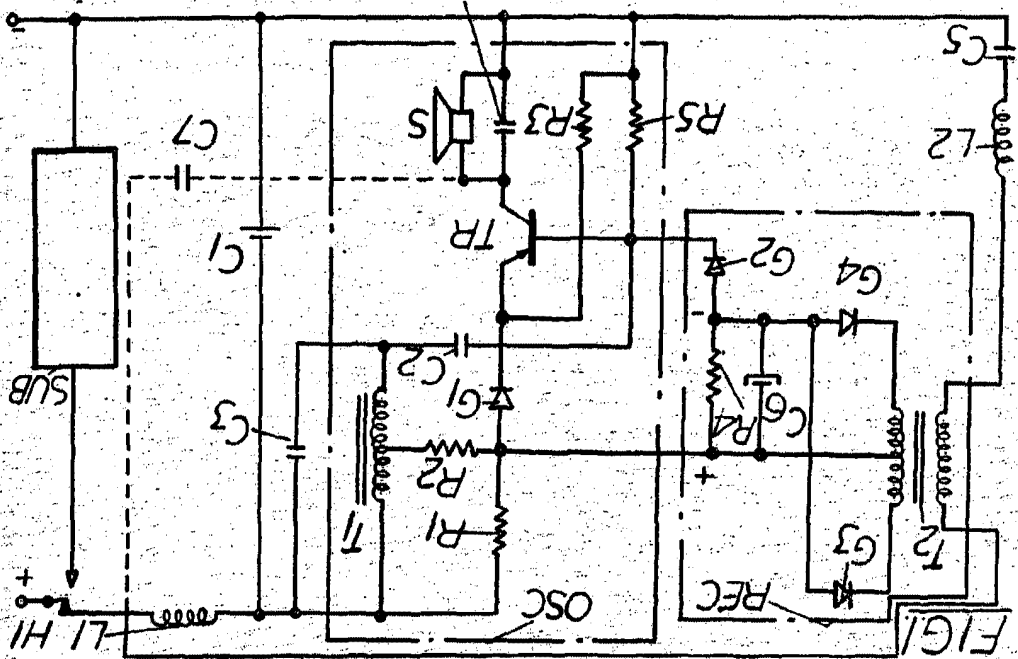 FIG1
L1
H1
REC
OSC
+
T2
G3
R1
T1
+
R2
C6
R4
G1
C3
C2
SUB
-
G4
G2
C1
TR
L2
R5
R3
S
C7
C5
-